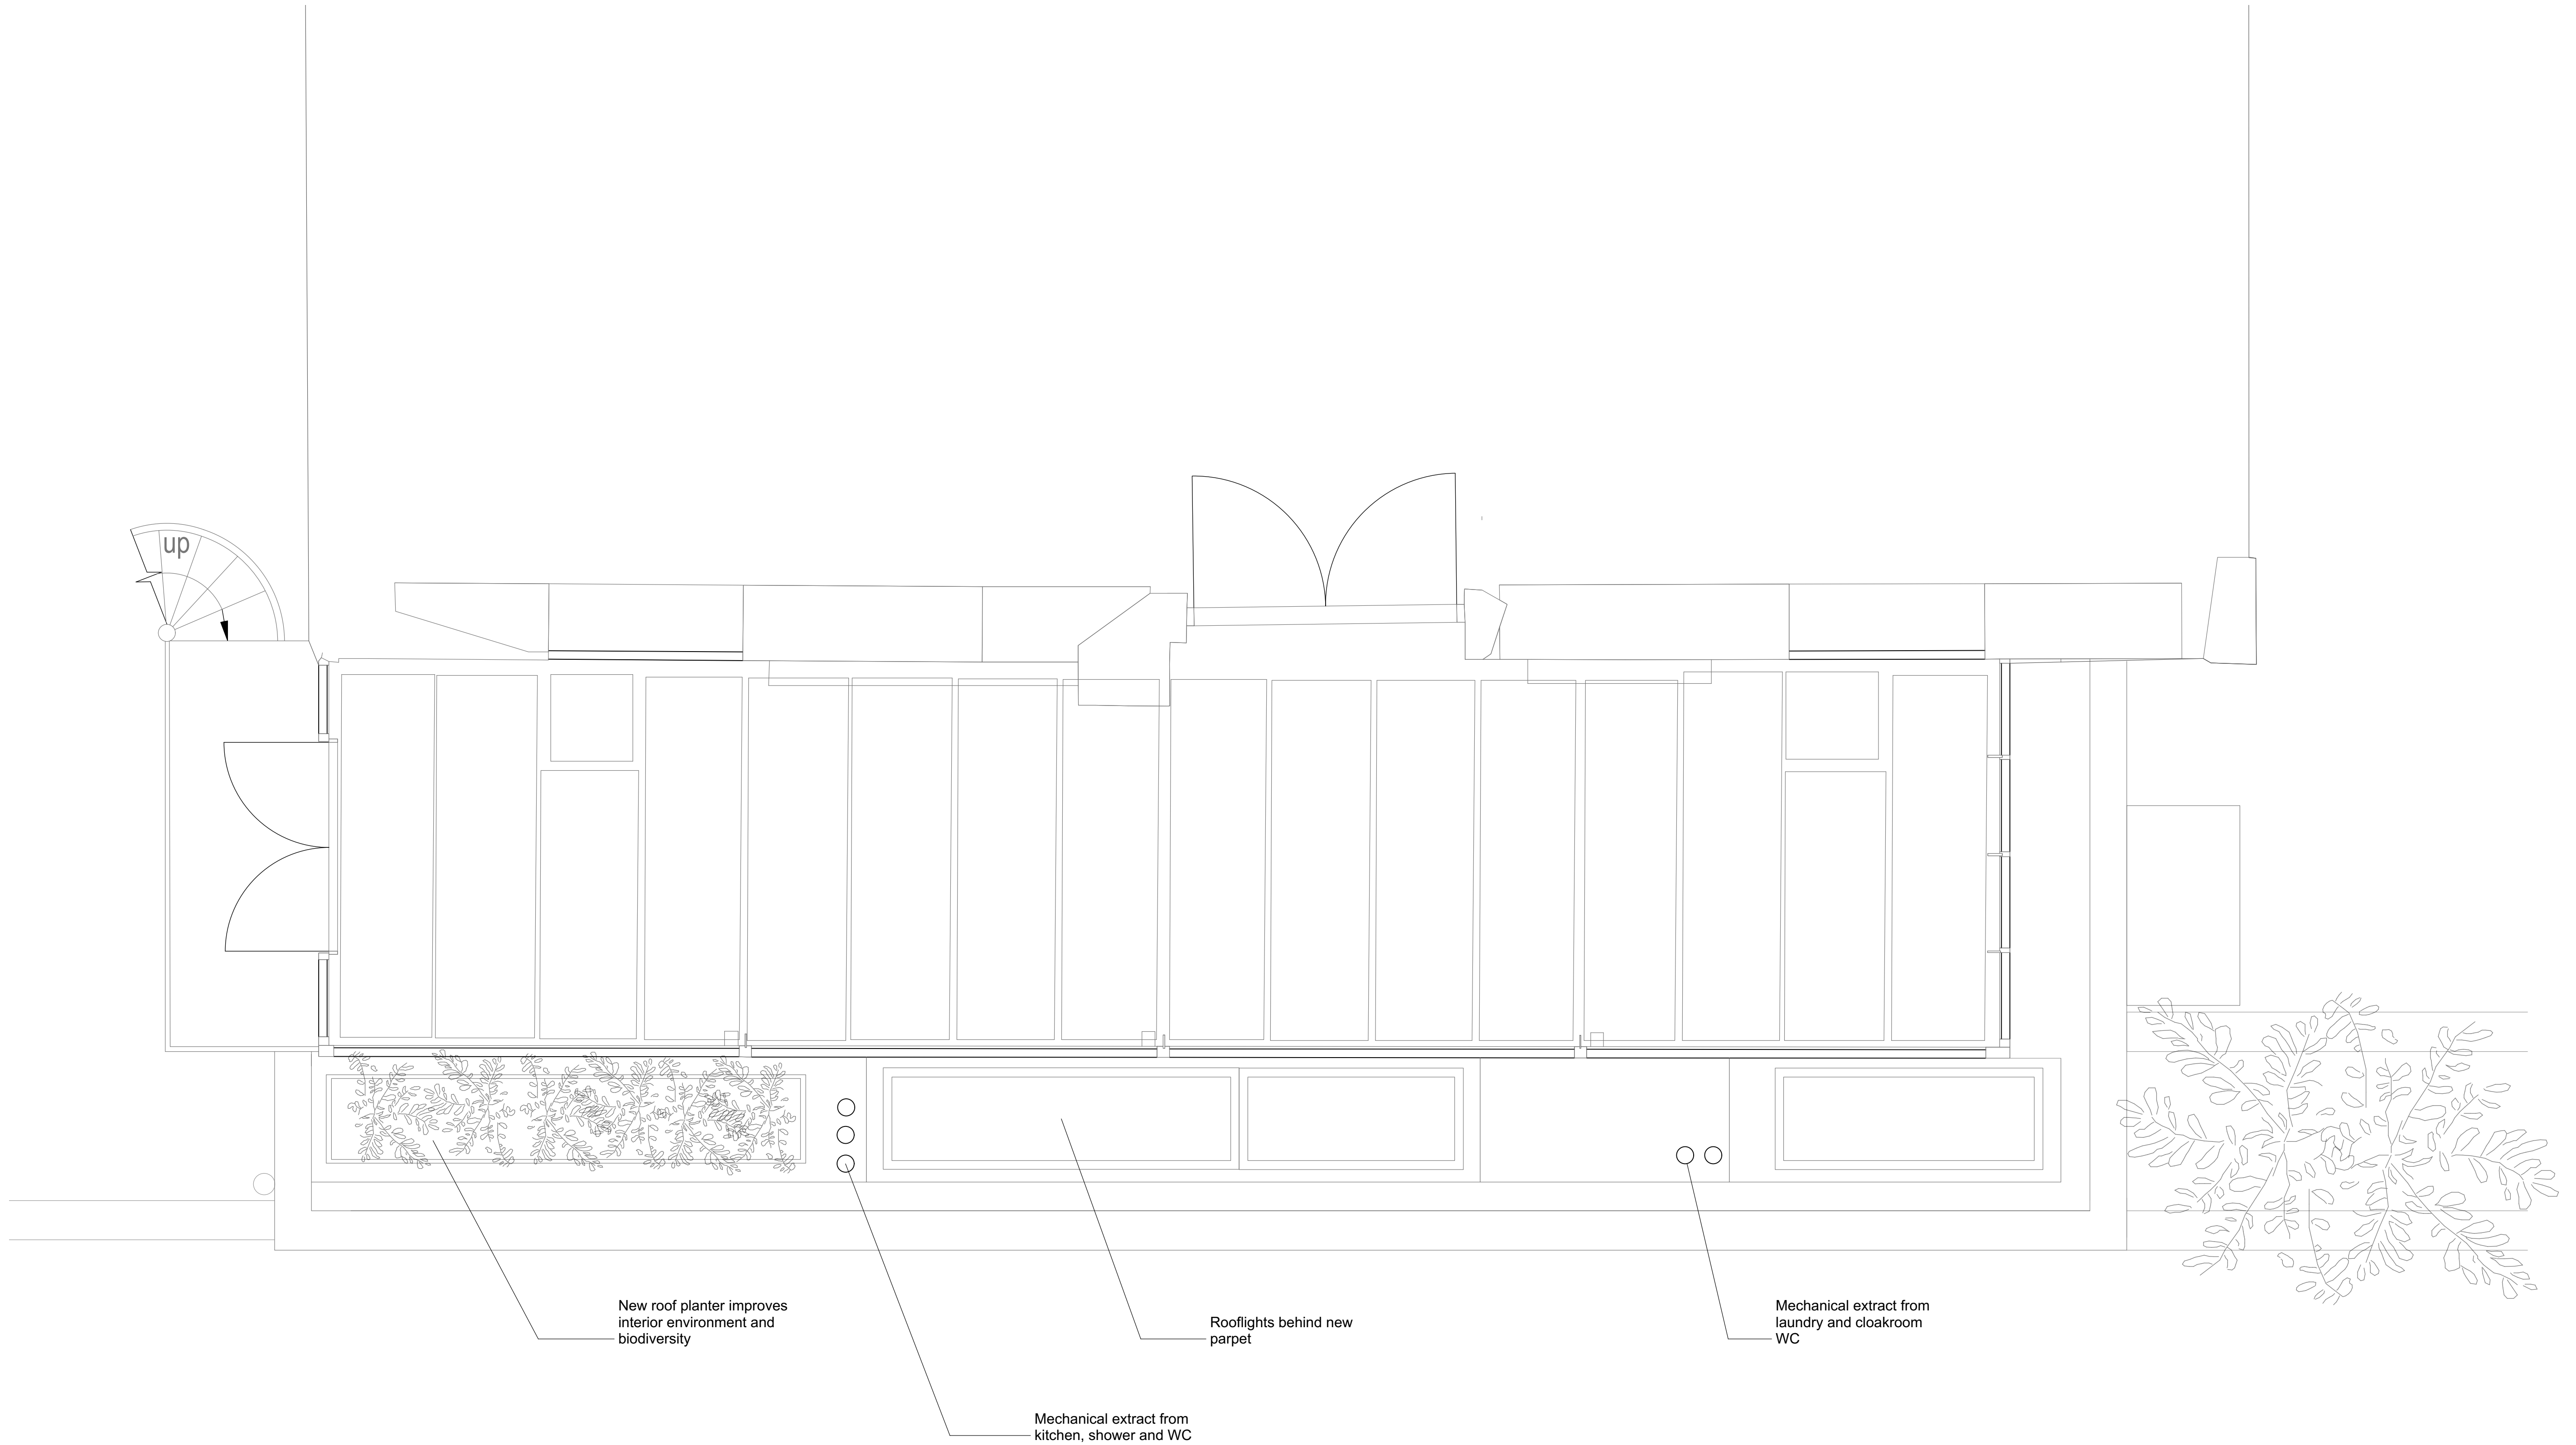 up
New roof planter improves
interior environment and
biodiversity
Rooflights behind new
parpet
Mechanical extract from
laundry and cloakroom
WC
Mechanical extract from
kitchen, shower and WC